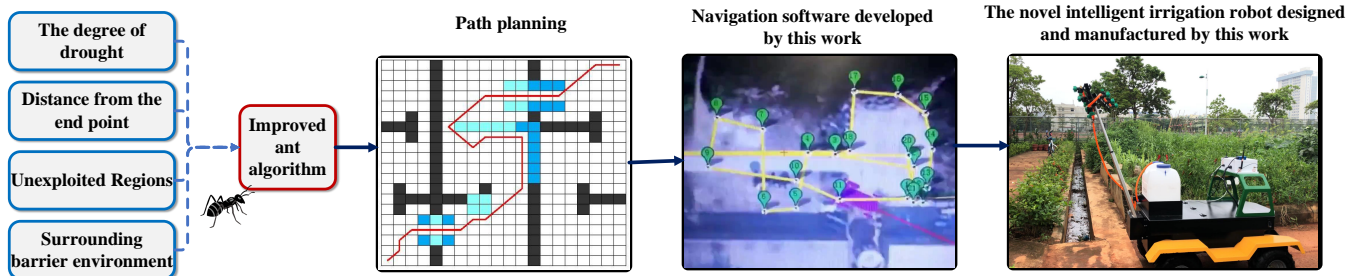 The degree of
drought
Distance from the
end point
Unexploited Regions
Surrounding
barrier environment
Improved
ant
algorithm
Path planning
Navigation software developed
by this work
The novel intelligent irrigation robot designed
and manufactured by this work